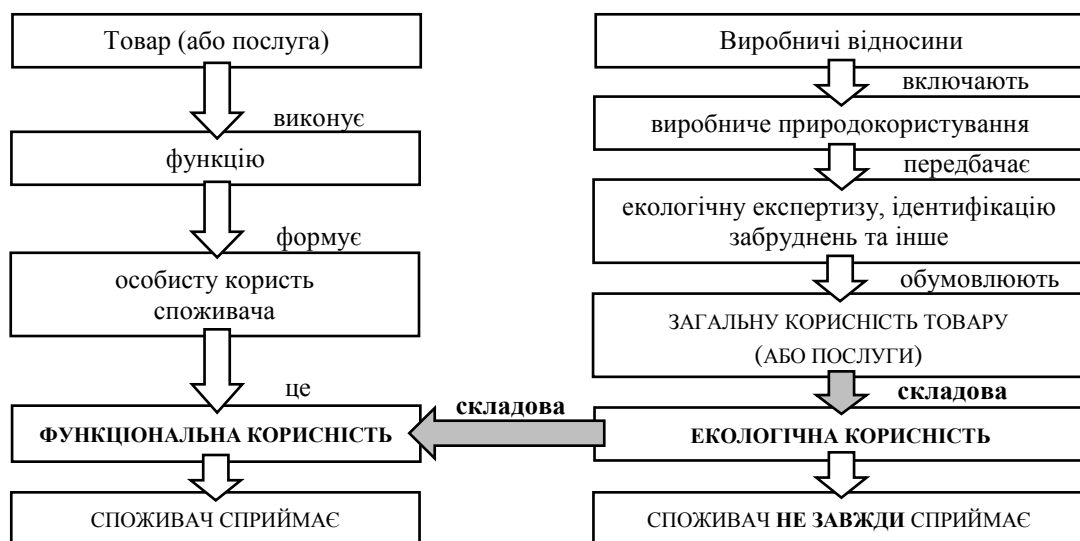 Товар (або послуга)
виконує
функцію
формує
особисту користь
споживача
це
ФУНКЦІОНАЛЬНА КОРИСНІСТЬ
СПОЖИВАЧ СПРИЙМАЄ
складова
Виробничі відносини
включають
виробниче природокористування
передбачає
екологічну експертизу, ідентифікацію
забруднень та інше
обумовлюють
ЗАГАЛЬНУ КОРИСНІСТЬ ТОВАРУ
(АБО ПОСЛУГИ)
складова
ЕКОЛОГІЧНА КОРИСНІСТЬ
СПОЖИВАЧ НЕ ЗАВЖДИ СПРИЙМАЄ